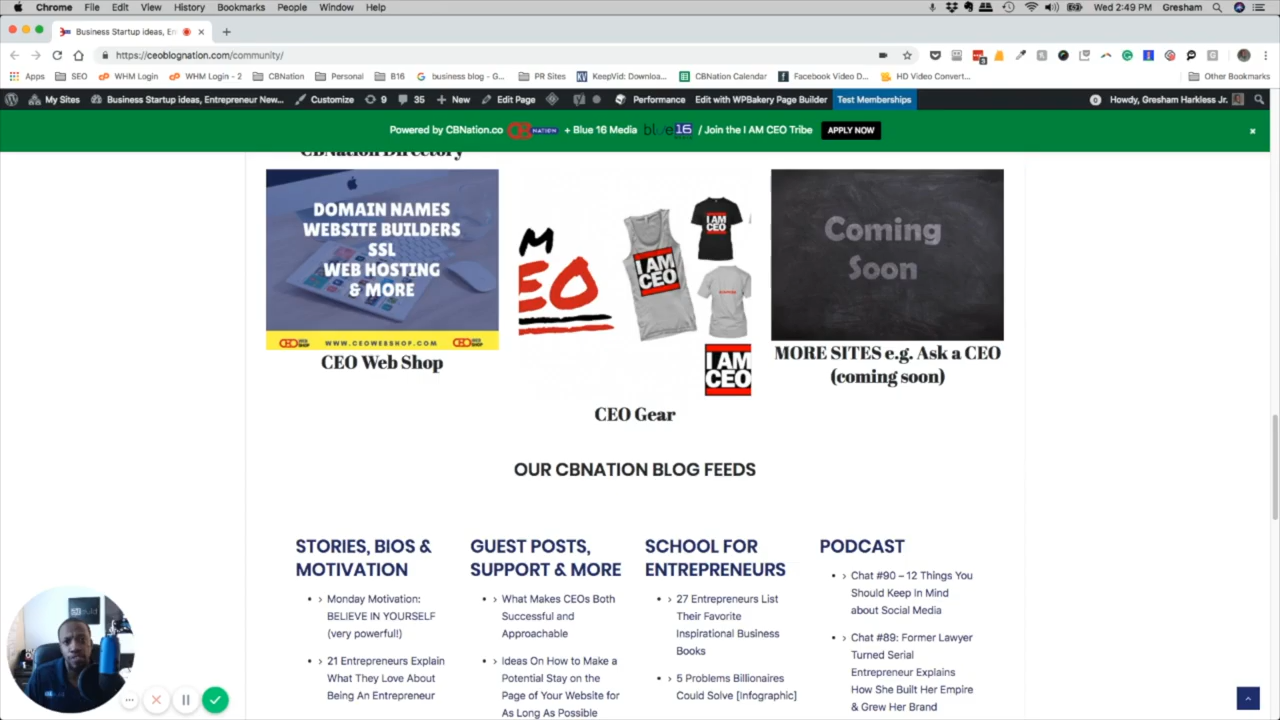 Chrome File Edit View History Bookmarks People Window Help Wed 2:49 PM Gresham
Business Startup ideas, En
https://ceoblognation.com/community/
Apps SEO WHM Login WHM Login - 2 CBNation Personal B16 business blog - G... PR Sites KeepVid: Downloa... CBNation Calendar Facebook Video D... HD Video Convert... Other Bookmarks
My Sites Business Startup ideas, Entrepreneur New... Customize 9 35 New Edit Page Performance Edit with WPBakery Page Builder Test Memberships Howdy, Gresham Harkless Jr.
Powered by CBNation.co CB NATION + Blue 16 Media blue16 / Join the I AM CEO Tribe APPLY NOW ×
CBNation Directory
DOMAIN NAMES
WEBSITE BUILDERS
SSL
WEB HOSTING
& MORE
WWW.CEOWEBSHOP.COM
CEO Web Shop
M
EO
I AM
CEO
I AM
CEO
I AM
CEO
CEO Gear
Coming
Soon
MORE SITES e.g. Ask a CEO
(coming soon)
OUR CBNATION BLOG FEEDS
STORIES, BIOS &
MOTIVATION
Monday Motivation:
BELIEVE IN YOURSELF
(very powerful!)
21 Entrepreneurs Explain
What They Love About
Being An Entrepreneur
GUEST POSTS,
SUPPORT & MORE
What Makes CEOs Both
Successful and
Approachable
Ideas On How to Make a
Potential Stay on the
Page of Your Website for
As Long As Possible
SCHOOL FOR
ENTREPRENEURS
27 Entrepreneurs List
Their Favorite
Inspirational Business
Books
5 Problems Billionaires
Could Solve [Infographic]
PODCAST
Chat #90 – 12 Things You
Should Keep In Mind
about Social Media
Chat #89: Former Lawyer
Turned Serial
Entrepreneur Explains
How She Built Her Empire
& Grew Her Brand